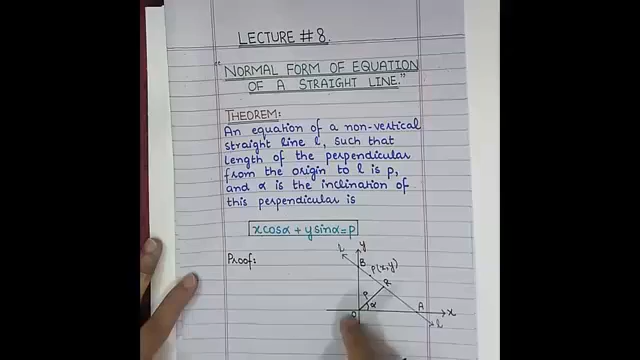 LECTURE #8.
"NORMAL FORM OF EQUATION
OF A STRAIGHT LINE."
THEOREM:
An equation of a non-vertical
straight line l, such that
length of the perpendicular
from the origin to l is p,
and α is the inclination of
this perpendicular is
xcosα + ysinα = p
Proof:
l
y
B
P(x,y)
R
P
α
A
x
O
l